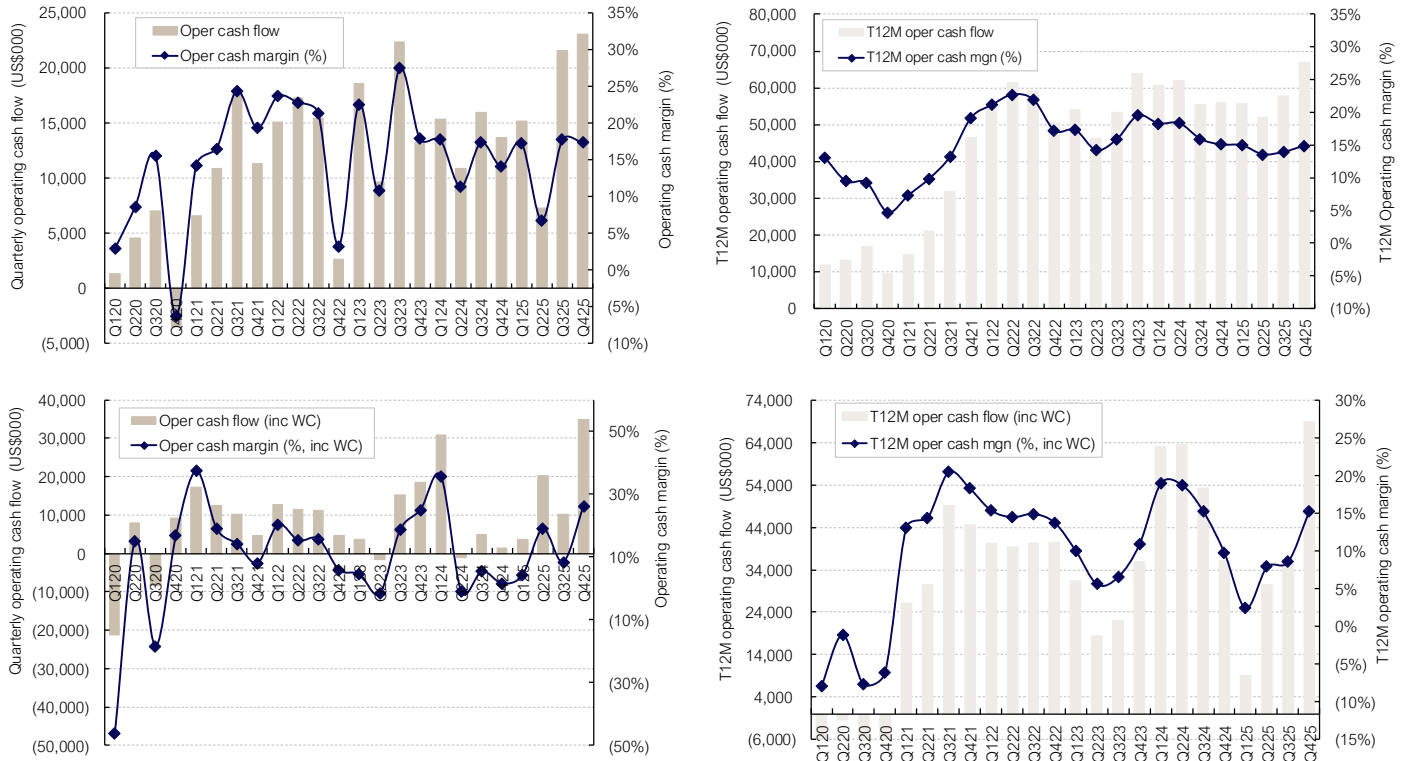 Quarterly operating cash flow (US$000)
25,000
20,000
15,000
10,000
5,000
0
(5,000)
Oper cash flow
Oper cash margin (%)
35%
30%
25%
20%
15%
10%
5%
0%
(5%)
(10%)
Operating cash margin (%)
Q120
Q220
Q320
Q420
Q121
Q221
Q321
Q421
Q122
Q222
Q322
Q422
Q123
Q223
Q323
Q423
Q124
Q224
Q324
Q424
Q125
Q225
Q325
Q425
T12M oper cash flow (US$000)
80,000
70,000
60,000
50,000
40,000
30,000
20,000
10,000
0
T12M oper cash flow
T12M oper cash mgn (%)
35%
30%
25%
20%
15%
10%
5%
0%
(5%)
(10%)
T12M Operating cash margin (%)
Q120
Q220
Q320
Q420
Q121
Q221
Q321
Q421
Q122
Q222
Q322
Q422
Q123
Q223
Q323
Q423
Q124
Q224
Q324
Q424
Q125
Q225
Q325
Q425
Quarterly operating cash flow (US$000)
40,000
30,000
20,000
10,000
0
(10,000)
(20,000)
(30,000)
(40,000)
(50,000)
Oper cash flow (inc WC)
Oper cash margin (%, inc WC)
50%
30%
10%
(10%)
(30%)
(50%)
Operating cash margin (%)
Q120
Q220
Q320
Q420
Q121
Q221
Q321
Q421
Q122
Q222
Q322
Q422
Q123
Q223
Q323
Q423
Q124
Q224
Q324
Q424
Q125
Q225
Q325
Q425
T12M operating cash flow (US$000)
74,000
64,000
54,000
44,000
34,000
24,000
14,000
4,000
(6,000)
T12M oper cash flow (inc WC)
T12M oper cash mgn (%, inc WC)
30%
25%
20%
15%
10%
5%
0%
(5%)
(10%)
(15%)
T12M operating cash margin (%)
Q120
Q220
Q320
Q420
Q121
Q221
Q321
Q421
Q122
Q222
Q322
Q422
Q123
Q223
Q323
Q423
Q124
Q224
Q324
Q424
Q125
Q225
Q325
Q425